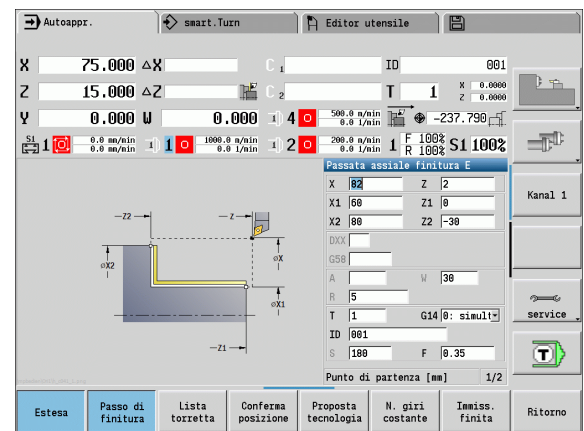 Autoappr. smart.Turn Editor utensile
X 75.000 △X C 1 ID 001
Z 15.000 △Z C 2 T 1 X 0.0000 Z 0.0000
Y 0.000 U 0.000 4 500.0 m/min 0.0 1/min -237.790
S1 1 0.0 mm/min 0.0 mm/min 1) 1 1000.0 m/min 0.0 1/min 2 200.0 m/min 0.0 1/min 1 F 100% R 100% S1 100%
Passata assiale finitura E
X 82 Z 2
X1 60 Z1 0
X2 80 Z2 -30
DXX
G58
A W 30
R 5
T 1 G14 0: simult
ID 001
S 180 F 0.35
Punto di partenza [mm] 1/2
-Z2 -Z
øX2 øX
øX1
-Z1
Kanal 1
service
T
Estesa
Passo di finitura
Lista torretta
Conferma posizione
Proposta tecnologia
N. giri costante
Immiss. finita
Ritorno